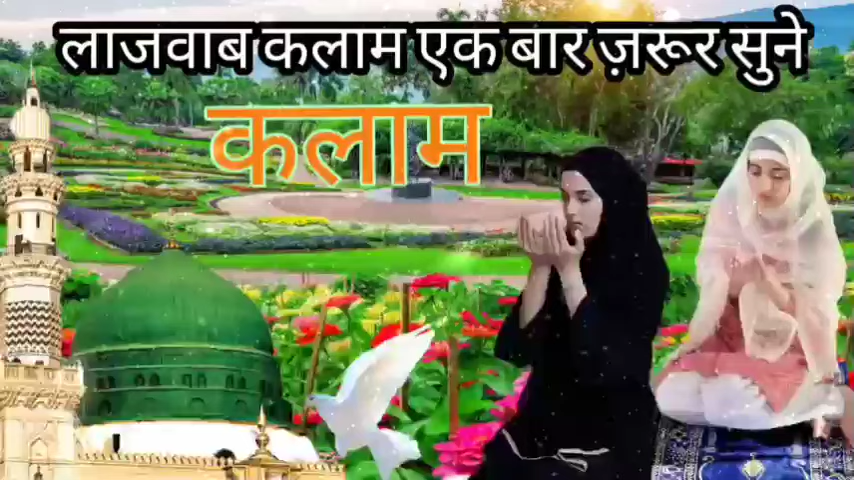 लाजवाब कलाम एक बार ज़रूर सुने
कलाम